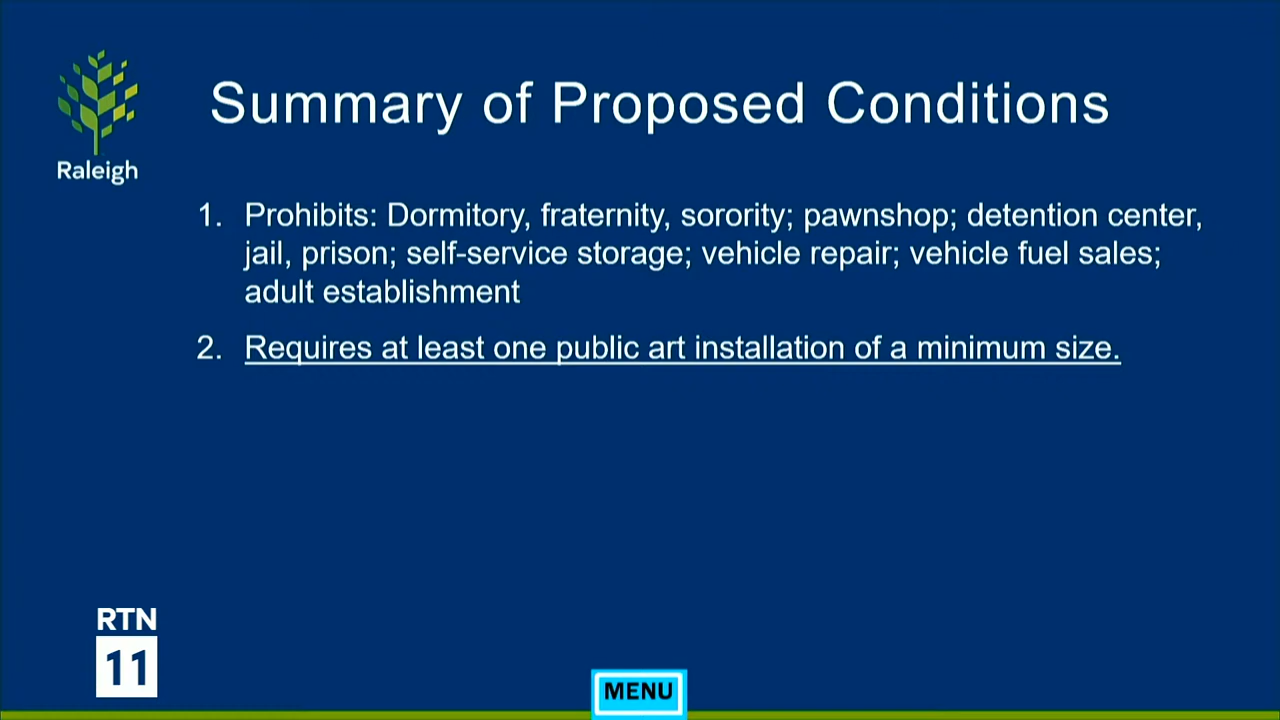 Summary of Proposed Conditions
Raleigh
1. Prohibits: Dormitory, fraternity, sorority; pawnshop; detention center,
jail, prison; self-service storage; vehicle repair; vehicle fuel sales;
adult establishment
2. Requires at least one public art installation of a minimum size.
RTN
11
MENU